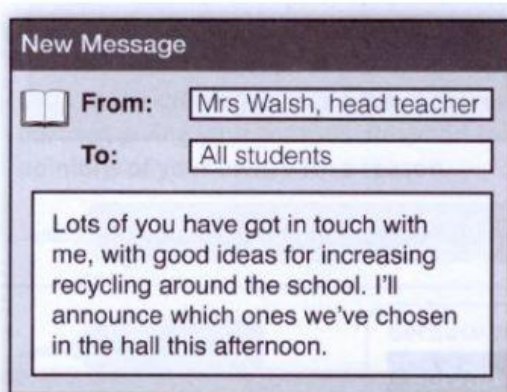 New Message
From: Mrs Walsh, head teacher
To: All students
Lots of you have got in touch with
me, with good ideas for increasing
recycling around the school. I'll
announce which ones we've chosen
in the hall this afternoon.